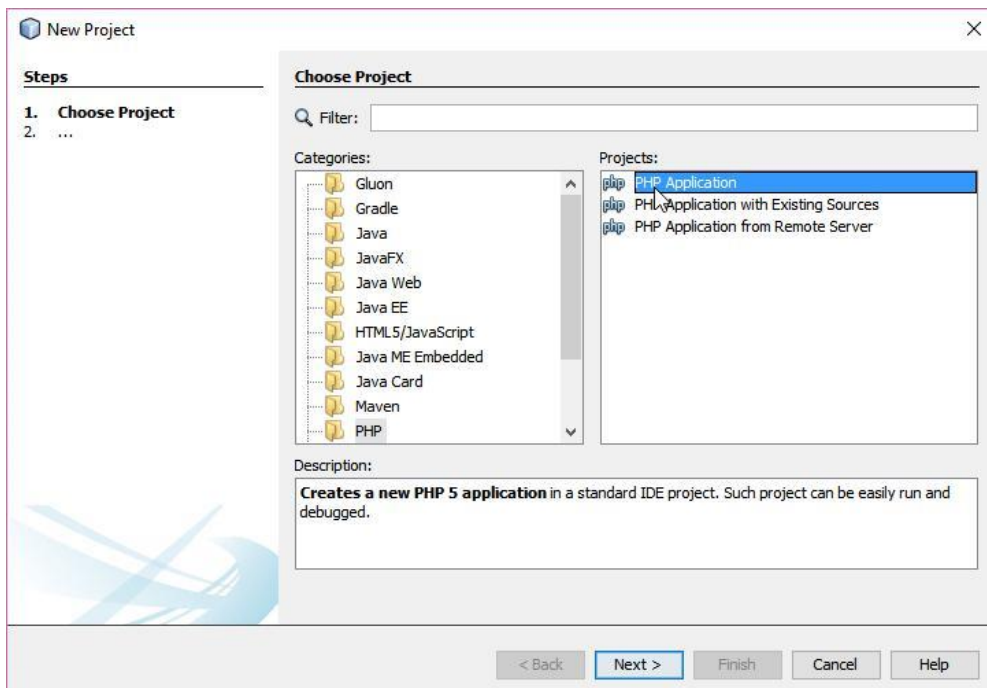 New Project
Steps
1. Choose Project
2. ...
Choose Project
Filter:
Categories:
Gluon
Gradle
Java
JavaFX
Java Web
Java EE
HTML5/JavaScript
Java ME Embedded
Java Card
Maven
PHP
Projects:
php PHP Application
php PHP Application with Existing Sources
php PHP Application from Remote Server
Description:
Creates a new PHP 5 application in a standard IDE project. Such project can be easily run and
debugged.
< Back Next > Finish Cancel Help